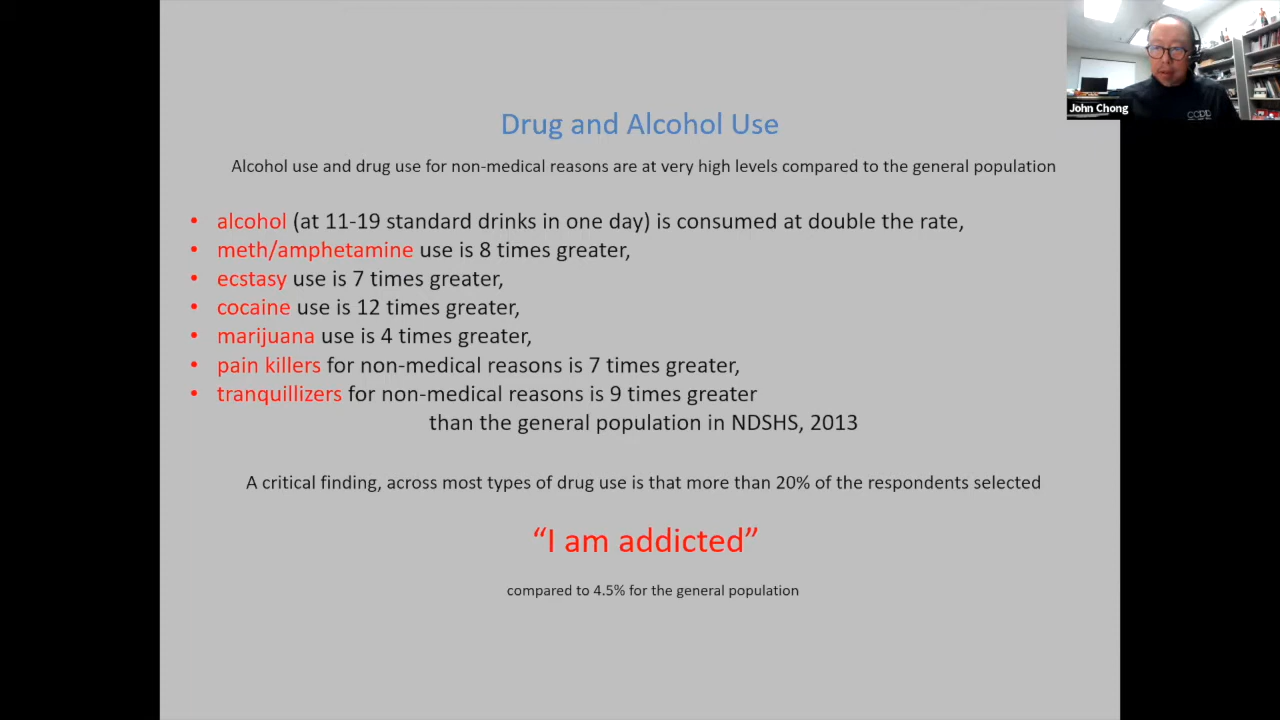 Drug and Alcohol Use
Alcohol use and drug use for non-medical reasons are at very high levels compared to the general population
• alcohol (at 11-19 standard drinks in one day) is consumed at double the rate,
• meth/amphetamine use is 8 times greater,
• ecstasy use is 7 times greater,
• cocaine use is 12 times greater,
• marijuana use is 4 times greater,
• pain killers for non-medical reasons is 7 times greater,
• tranquillizers for non-medical reasons is 9 times greater
than the general population in NDSHS, 2013
A critical finding, across most types of drug use is that more than 20% of the respondents selected
“I am addicted”
compared to 4.5% for the general population
John Chong